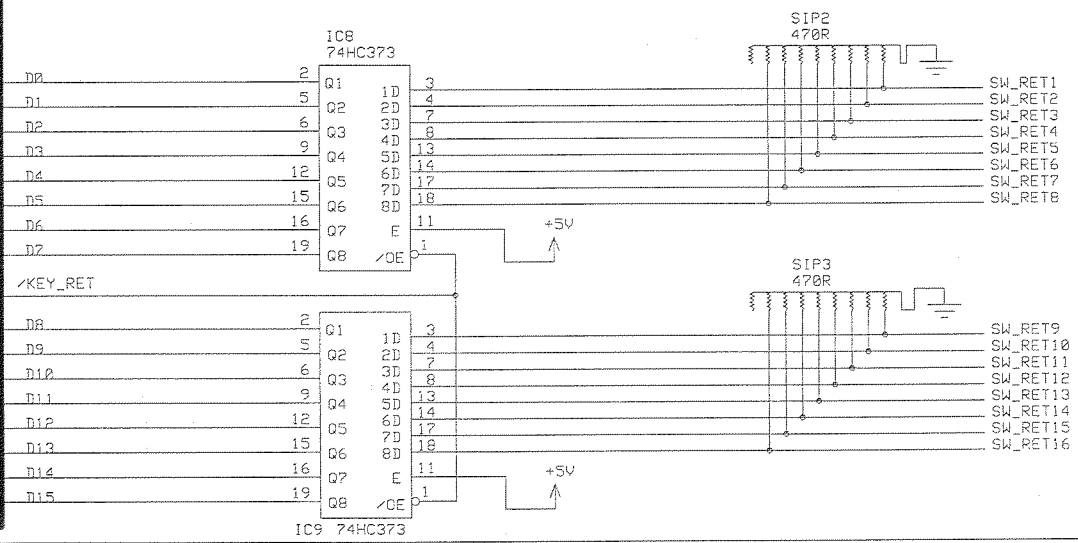 SIP2
470R
IC8
74HC373
D0 2 Q1 1D 3 SW_RET1
D1 5 Q2 2D 4 SW_RET2
D2 6 Q3 3D 7 SW_RET3
D3 9 Q4 4D 8 SW_RET4
D4 12 Q5 5D 13 SW_RET5
D5 15 Q6 6D 14 SW_RET6
D6 16 Q7 7D 17 SW_RET7
D7 19 Q8 8D 18 SW_RET8
E 11 +5V
/OE 1
/KEY_RET
SIP3
470R
D8 2 Q1 1D 3 SW_RET9
D9 5 Q2 2D 4 SW_RET10
D10 6 Q3 3D 7 SW_RET11
D11 9 Q4 4D 8 SW_RET12
D12 12 Q5 5D 13 SW_RET13
D13 15 Q6 6D 14 SW_RET14
D14 16 Q7 7D 17 SW_RET15
D15 19 Q8 8D 18 SW_RET16
E 11 +5V
/OE 1
IC9 74HC373